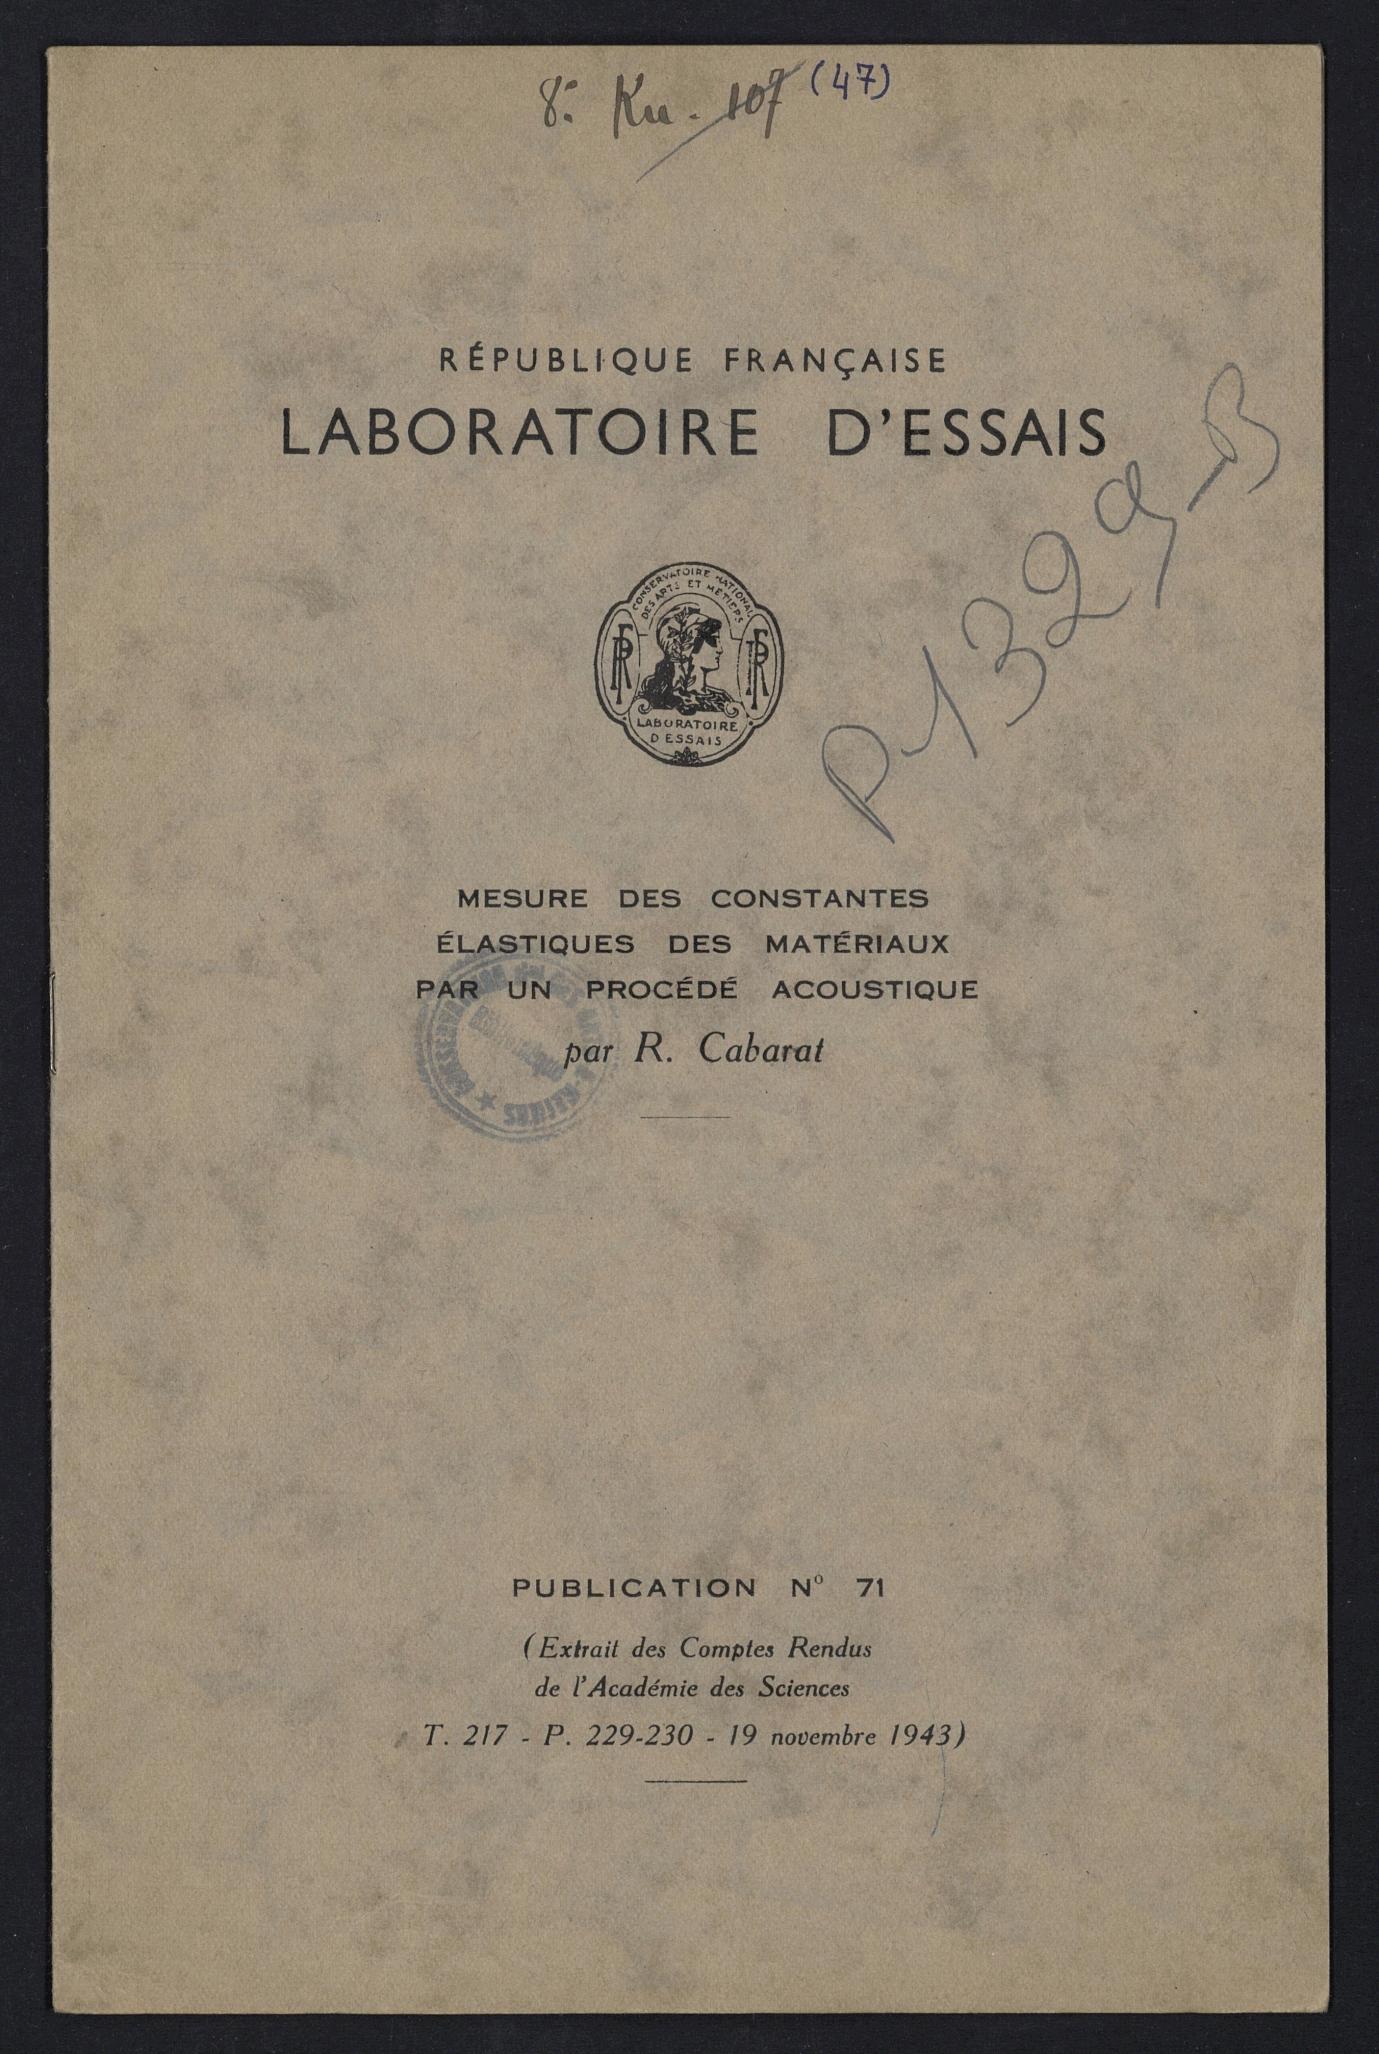 8° Ku. 107 (47)
RÉPUBLIQUE FRANÇAISE
LABORATOIRE D'ESSAIS
P1329-B
CONSERVATOIRE NATIONAL
DES ARTS ET MÉTIERS
RF
RF
LABORATOIRE
D'ESSAIS
MESURE DES CONSTANTES
ÉLASTIQUES DES MATÉRIAUX
PAR UN PROCÉDÉ ACOUSTIQUE
par R. Cabarat
PUBLICATION Nº 71
(Extrait des Comptes Rendus
de l'Académie des Sciences
T. 217 - P. 229-230 - 19 novembre 1943)